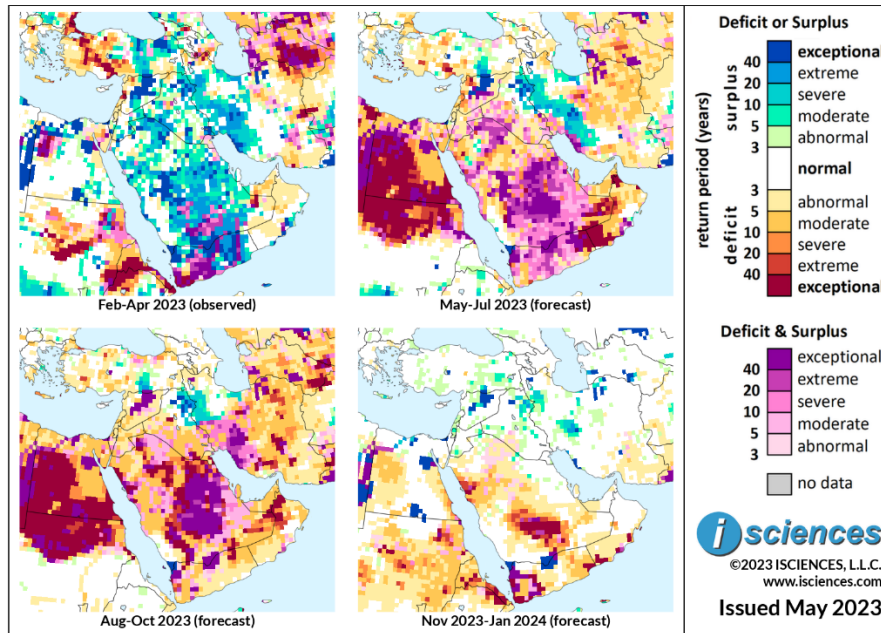 Feb-Apr 2023 (observed)
May-Jul 2023 (forecast)
Aug-Oct 2023 (forecast)
Nov 2023-Jan 2024 (forecast)
Deficit or Surplus
return period (years)
surplus
deficit
exceptional
40
extreme
20
severe
10
moderate
5
abnormal
3
normal
3
abnormal
5
moderate
10
severe
20
extreme
40
exceptional
Deficit & Surplus
exceptional
40
extreme
20
severe
10
moderate
5
abnormal
3
no data
i sciences
©2023 ISCIENCES, L.L.C.
www.isciences.com
Issued May 2023